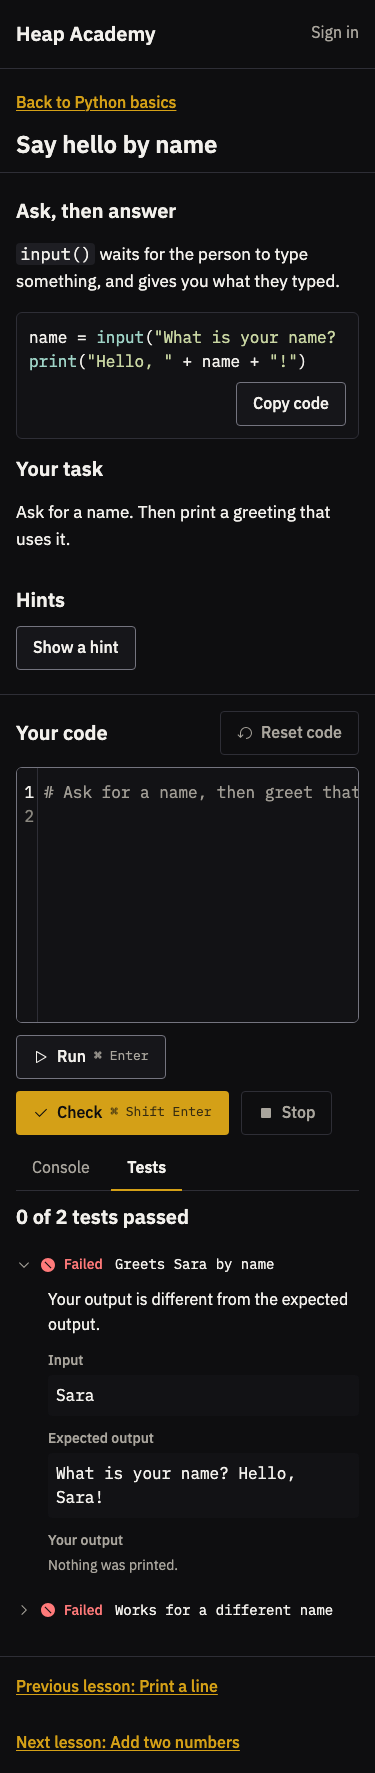 Heap Academy
Sign in
Back to Python basics
Say hello by name
Ask, then answer
input() waits for the person to type
something, and gives you what they typed.
name = input("What is your name?
print("Hello, " + name + "!")
Copy code
Your task
Ask for a name. Then print a greeting that
uses it.
Hints
Show a hint
Your code
Reset code
1 # Ask for a name, then greet that
2
Run ⌘ Enter
Check ⌘ Shift Enter
Stop
Console
Tests
0 of 2 tests passed
Failed Greets Sara by name
Your output is different from the expected
output.
Input
Sara
Expected output
What is your name? Hello,
Sara!
Your output
Nothing was printed.
Failed Works for a different name
Previous lesson: Print a line
Next lesson: Add two numbers